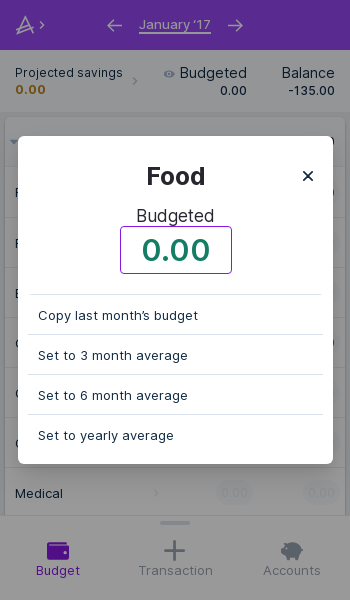 January ‘17
Projected savings
0.00
Budgeted
0.00
Balance
-135.00
Food
Budgeted
0.00
Copy last month’s budget
Set to 3 month average
Set to 6 month average
Set to yearly average
Medical
0.00
0.00
Budget
Transaction
Accounts